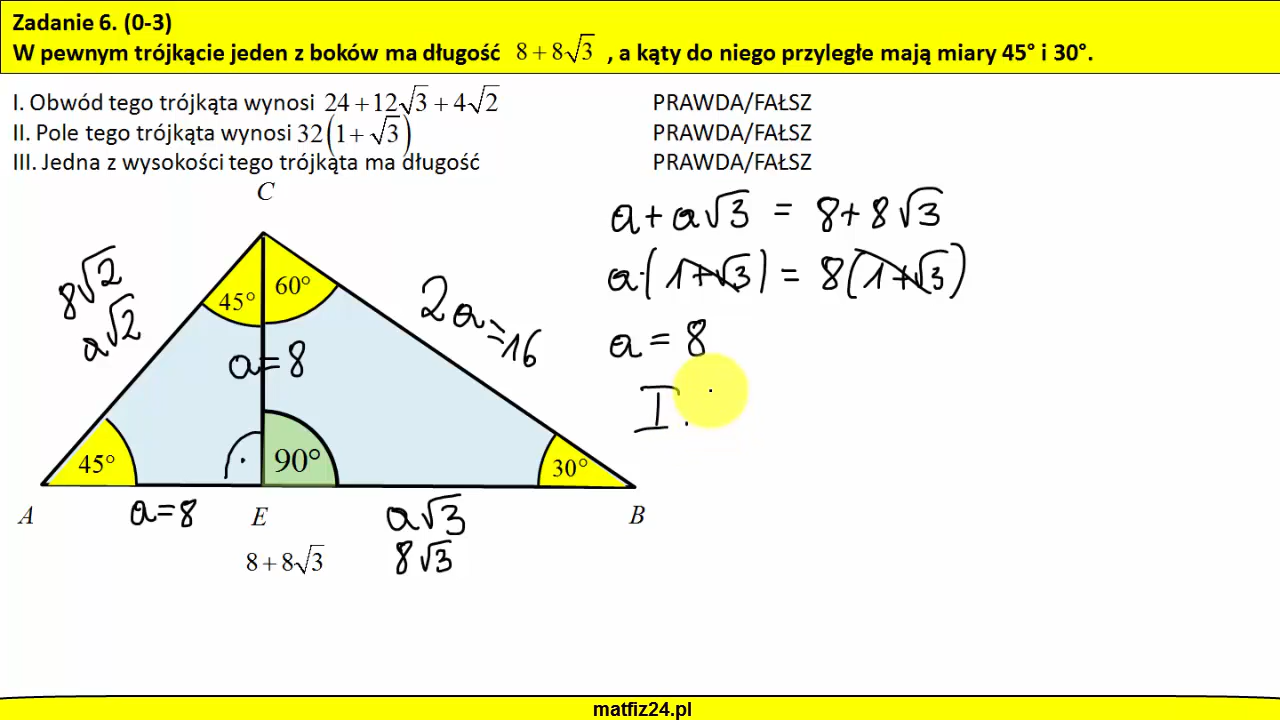 Zadanie 6. (0-3)
W pewnym trójkącie jeden z boków ma długość 8+8√3 , a kąty do niego przyległe mają miary 45° i 30°.
I. Obwód tego trójkąta wynosi 24+12√3+4√2 PRAWDA/FAŁSZ
II. Pole tego trójkąta wynosi 32(1+√3) PRAWDA/FAŁSZ
III. Jedna z wysokości tego trójkąta ma długość PRAWDA/FAŁSZ
C
8√2
a√2
45° 60°
2a=16
a=8
45° 90° 30°
A a=8 E a√3 B
8+8√3 8√3
a+a√3 = 8+8√3
a·(1+√3) = 8(1+√3)
a = 8
I.
matfiz24.pl